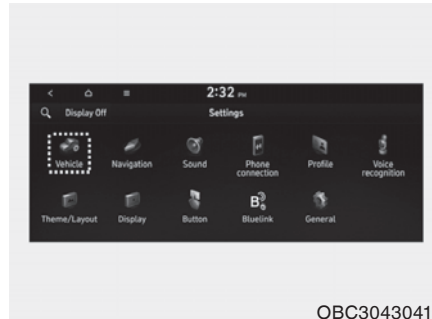 2:32 PM
Display Off Settings
Vehicle Navigation Sound Phone connection Profile Voice recognition
Theme/Layout Display Button Bluelink General
OBC3043041